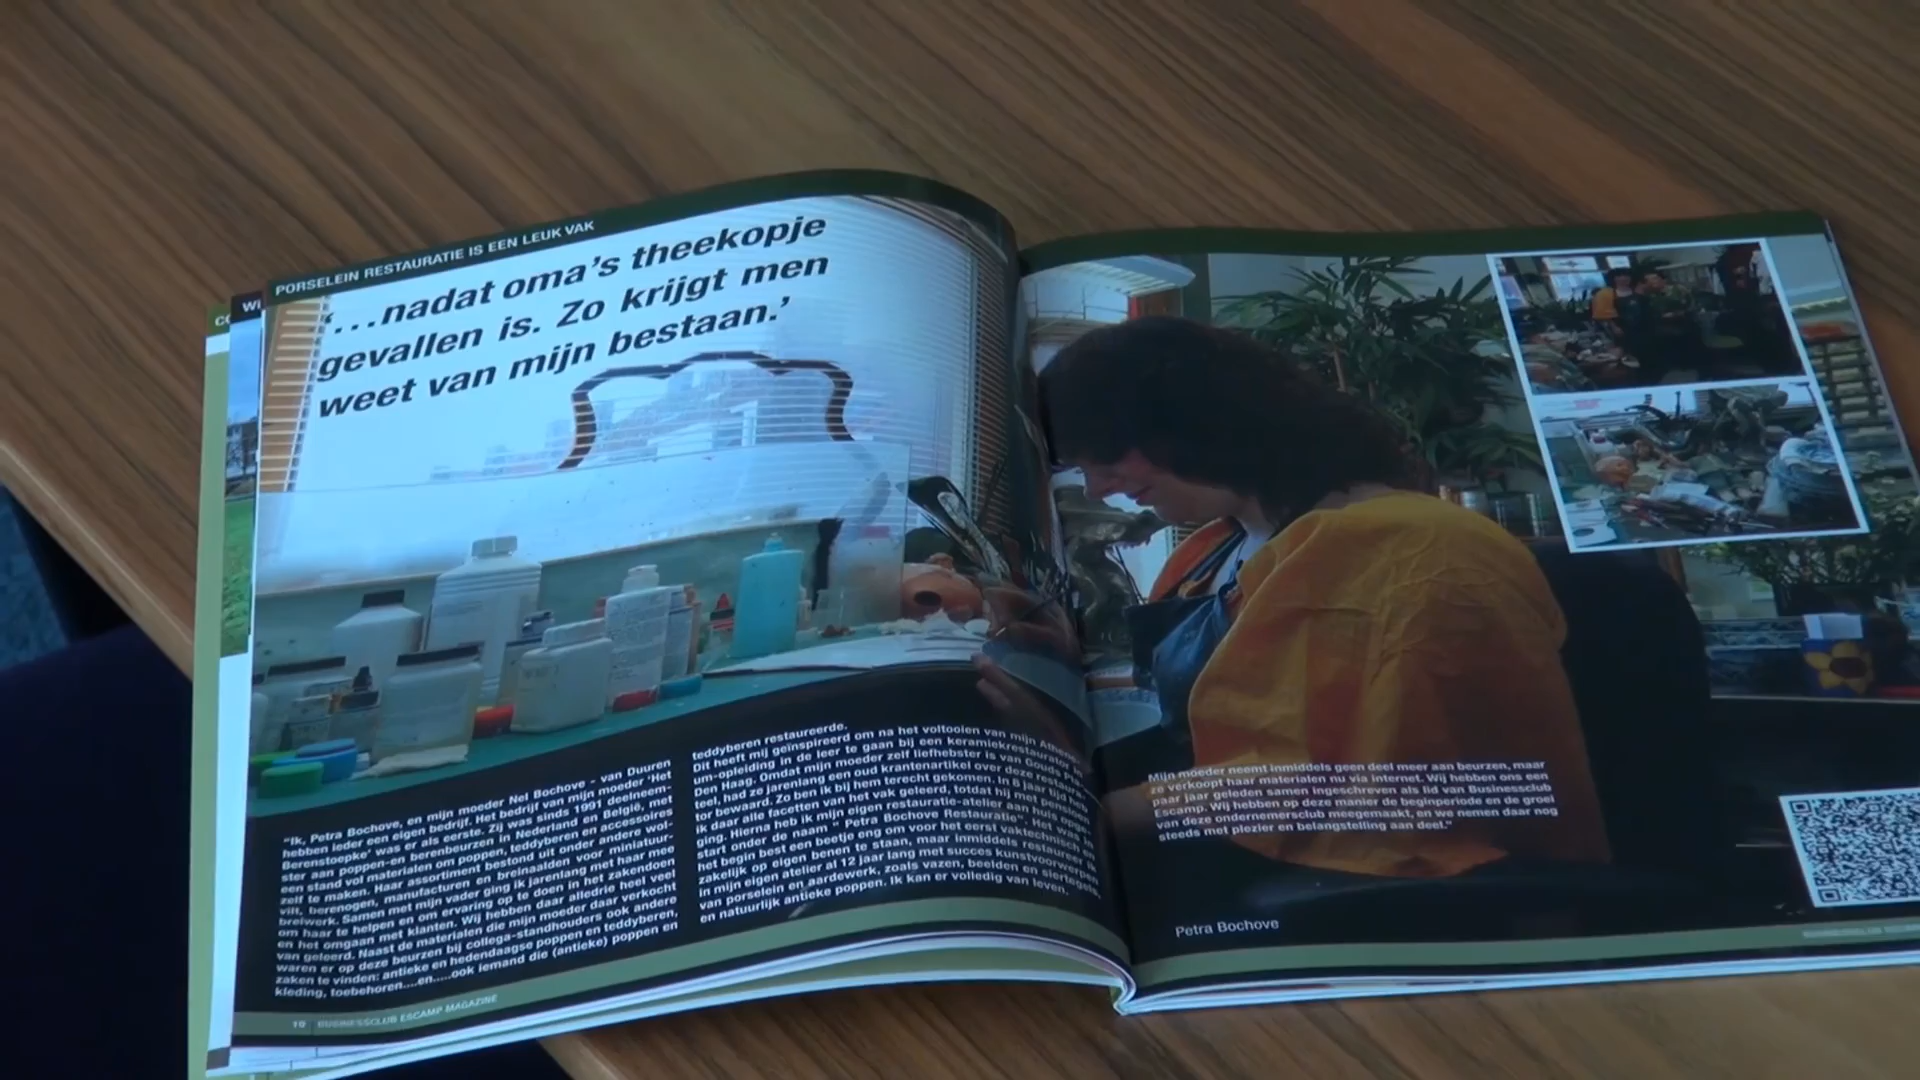 PORSELEIN RESTAURATIE IS EEN LEUK VAK
'...nadat oma's theekopje
gevallen is. Zo krijgt men
weet van mijn bestaan.'
"Ik, Petra Bochove, en mijn moeder Nel Bochove - van Duuren
hebben ieder een eigen bedrijf. Het bedrijf van mijn moeder 'Het
Berenstoepke' was er als eerste. Zij was sinds 1991 deelneem-
ster aan poppen-en berenbeurzen in Nederland en België, met
een stand vol materialen om poppen, teddyberen en accessoires
zelf te maken. Haar assortiment bestond uit onder andere wol-
vilt, berenogen, manufacturen en breinaalden voor miniatuur-
breiwerk. Samen met mijn vader ging ik jarenlang met haar mee
om haar te helpen en om ervaring op te doen in het zakendoen
en het omgaan met klanten. Wij hebben daar alledrie heel veel
van geleerd. Naast de materialen die mijn moeder daar verkocht
waren er op deze beurzen bij collega-standhouders ook andere
zaken te vinden: antieke en hedendaagse poppen en teddyberen,
kleding, toebehoren....en.....ook iemand die (antieke) poppen en
teddyberen restaureerde.
Dit heeft mij geïnspireerd om na het voltooien van mijn Athene-
um-opleiding in de leer te gaan bij een keramiekrestaurator in
Den Haag. Omdat mijn moeder zelf liefhebster is van Gouds Plateel,
had ze jarenlang een oud krantenartikel over deze restaura-
tor bewaard. Zo ben ik bij hem terecht gekomen. In 6 jaar tijd heb
ik daar alle facetten van het vak geleerd, totdat hij met pensioen
ging. Hierna heb ik mijn eigen restauratie-atelier aan huis opge-
start onder de naam " Petra Bochove Restauratie". Het was in
het begin best een beetje eng om voor het eerst vaktechnisch en
zakelijk op eigen benen te staan, maar inmiddels restaureer ik
in mijn eigen atelier al 12 jaar lang met succes kunstvoorwerpen
van porselein en aardewerk, zoals vazen, beelden en siertegels
en natuurlijk antieke poppen. Ik kan er volledig van leven.
Mijn moeder neemt inmiddels geen deel meer aan beurzen, maar
ze verkoopt haar materialen nu via internet. Wij hebben ons een
paar jaar geleden samen ingeschreven als lid van Businessclub
Escamp. Wij hebben op deze manier de beginperiode en de groei
van deze ondernemersclub meegemaakt, en we nemen daar nog
steeds met plezier en belangstelling aan deel."
Petra Bochove
10 BUSINESSCLUB ESCAMP MAGAZINE